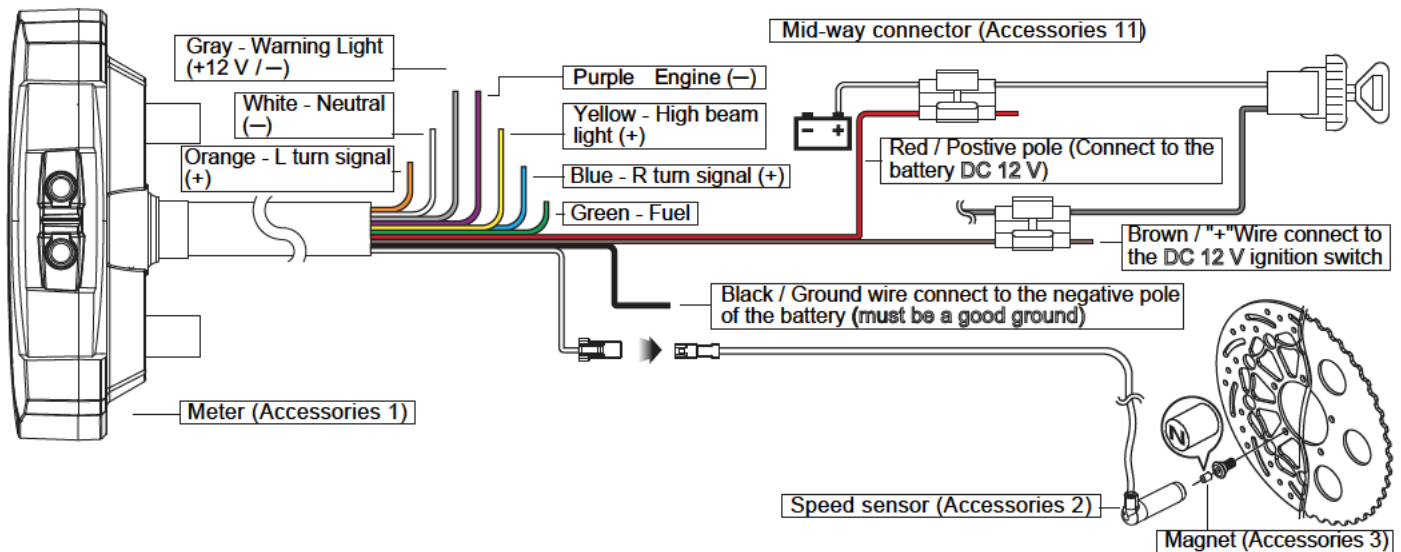 Gray - Warning Light
(+12 V / —)
White - Neutral
(—)
Orange - L turn signal
(+)
Purple Engine (—)
Yellow - High beam
light (+)
Blue - R turn signal (+)
Green - Fuel
Mid-way connector (Accessories 11)
- +
Red / Postive pole (Connect to the
battery DC 12 V)
Brown / "+"Wire connect to
the DC 12 V ignition switch
Black / Ground wire connect to the negative pole
of the battery (must be a good ground)
Meter (Accessories 1)
N
Speed sensor (Accessories 2)
Magnet (Accessories 3)